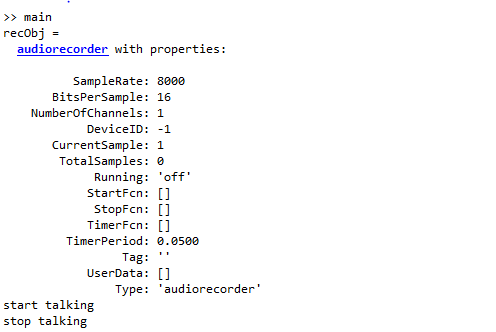 >> main
recObj =
audiorecorder with properties:
SampleRate: 8000
BitsPerSample: 16
NumberOfChannels: 1
DeviceID: -1
CurrentSample: 1
TotalSamples: 0
Running: 'off'
StartFcn: []
StopFcn: []
TimerFcn: []
TimerPeriod: 0.0500
Tag: ''
UserData: []
Type: 'audiorecorder'
start talking
stop talking